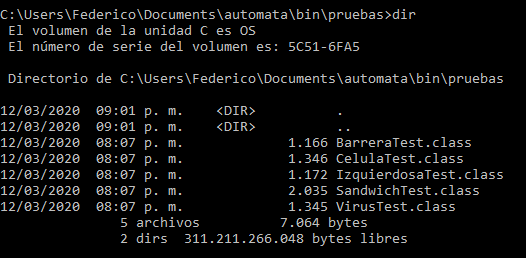 C:\Users\Federico\Documents\automata\bin\pruebas>dir
 El volumen de la unidad C es OS
 El número de serie del volumen es: 5C51-6FA5

 Directorio de C:\Users\Federico\Documents\automata\bin\pruebas

12/03/2020  09:01 p. m.    <DIR>          .
12/03/2020  09:01 p. m.    <DIR>          ..
12/03/2020  08:07 p. m.             1.166 BarreraTest.class
12/03/2020  08:07 p. m.             1.346 CelulaTest.class
12/03/2020  08:07 p. m.             1.172 IzquierdosaTest.class
12/03/2020  08:07 p. m.             2.035 SandwichTest.class
12/03/2020  08:07 p. m.             1.345 VirusTest.class
               5 archivos          7.064 bytes
               2 dirs  311.211.266.048 bytes libres